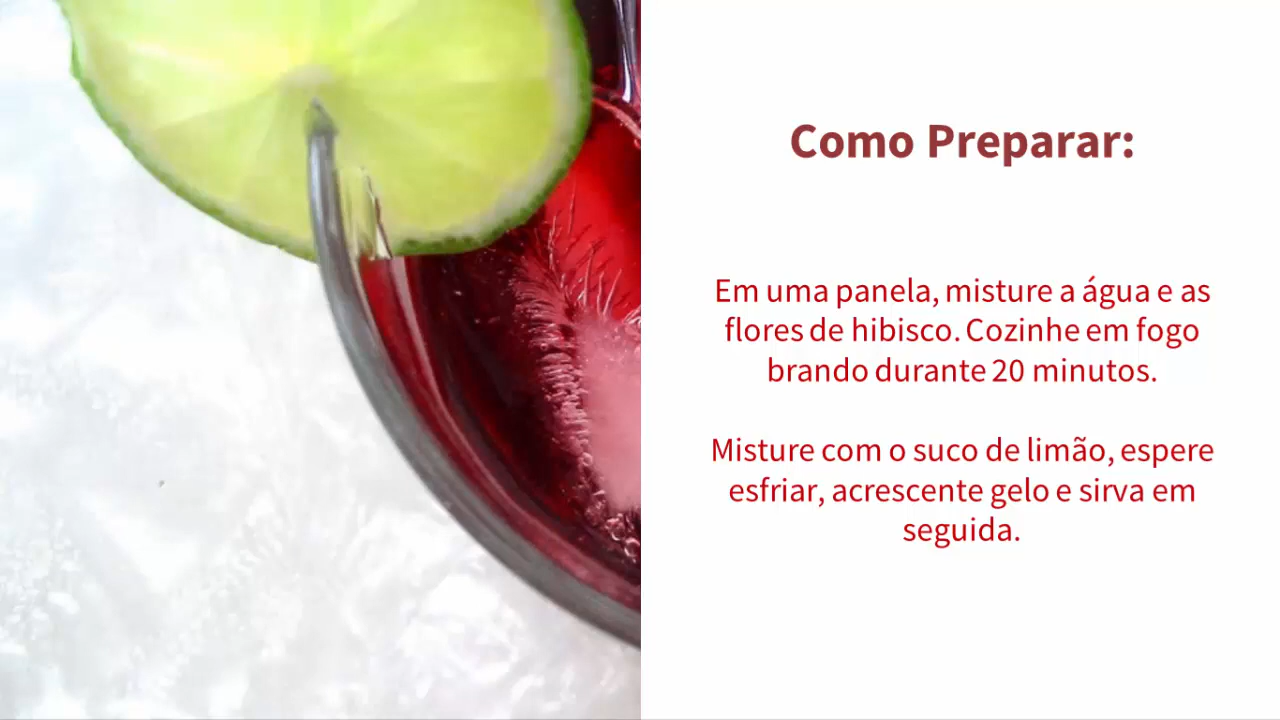 Como Preparar:
Em uma panela, misture a água e as
flores de hibisco. Cozinhe em fogo
brando durante 20 minutos.
Misture com o suco de limão, espere
esfriar, acrescente gelo e sirva em
seguida.